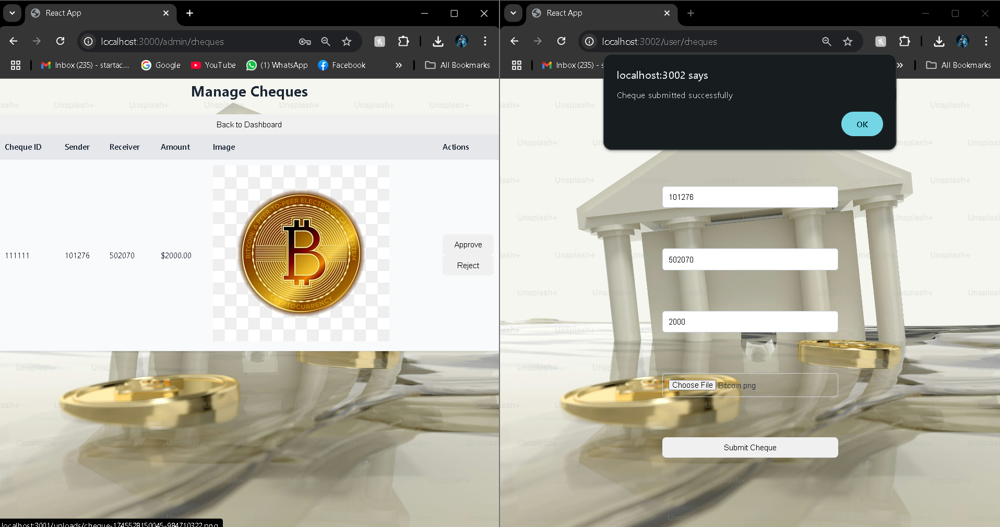 React App
localhost:3000/admin/cheques
Inbox (235) - startac...
Google
YouTube
(1) WhatsApp
Facebook
»
All Bookmarks
Manage Cheques
Back to Dashboard
Cheque ID Sender Receiver Amount Image Actions
111111 101276 502070 $2000.00
BITCOIN: A PEER-TO-PEER ELECTRONIC CASH SYSTEM
B
CRYPTOCURRENCY
Approve
Reject
Unsplash+
localhost:3001/uploads/cheque-1745528150045-984710322.png
React App
localhost:3002/user/cheques
Inbox (235) - s
»
All Bookmarks
localhost:3002 says
Cheque submitted successfully
OK
101276
502070
2000
Choose File Bitcoin.png
Submit Cheque
Unsplash+